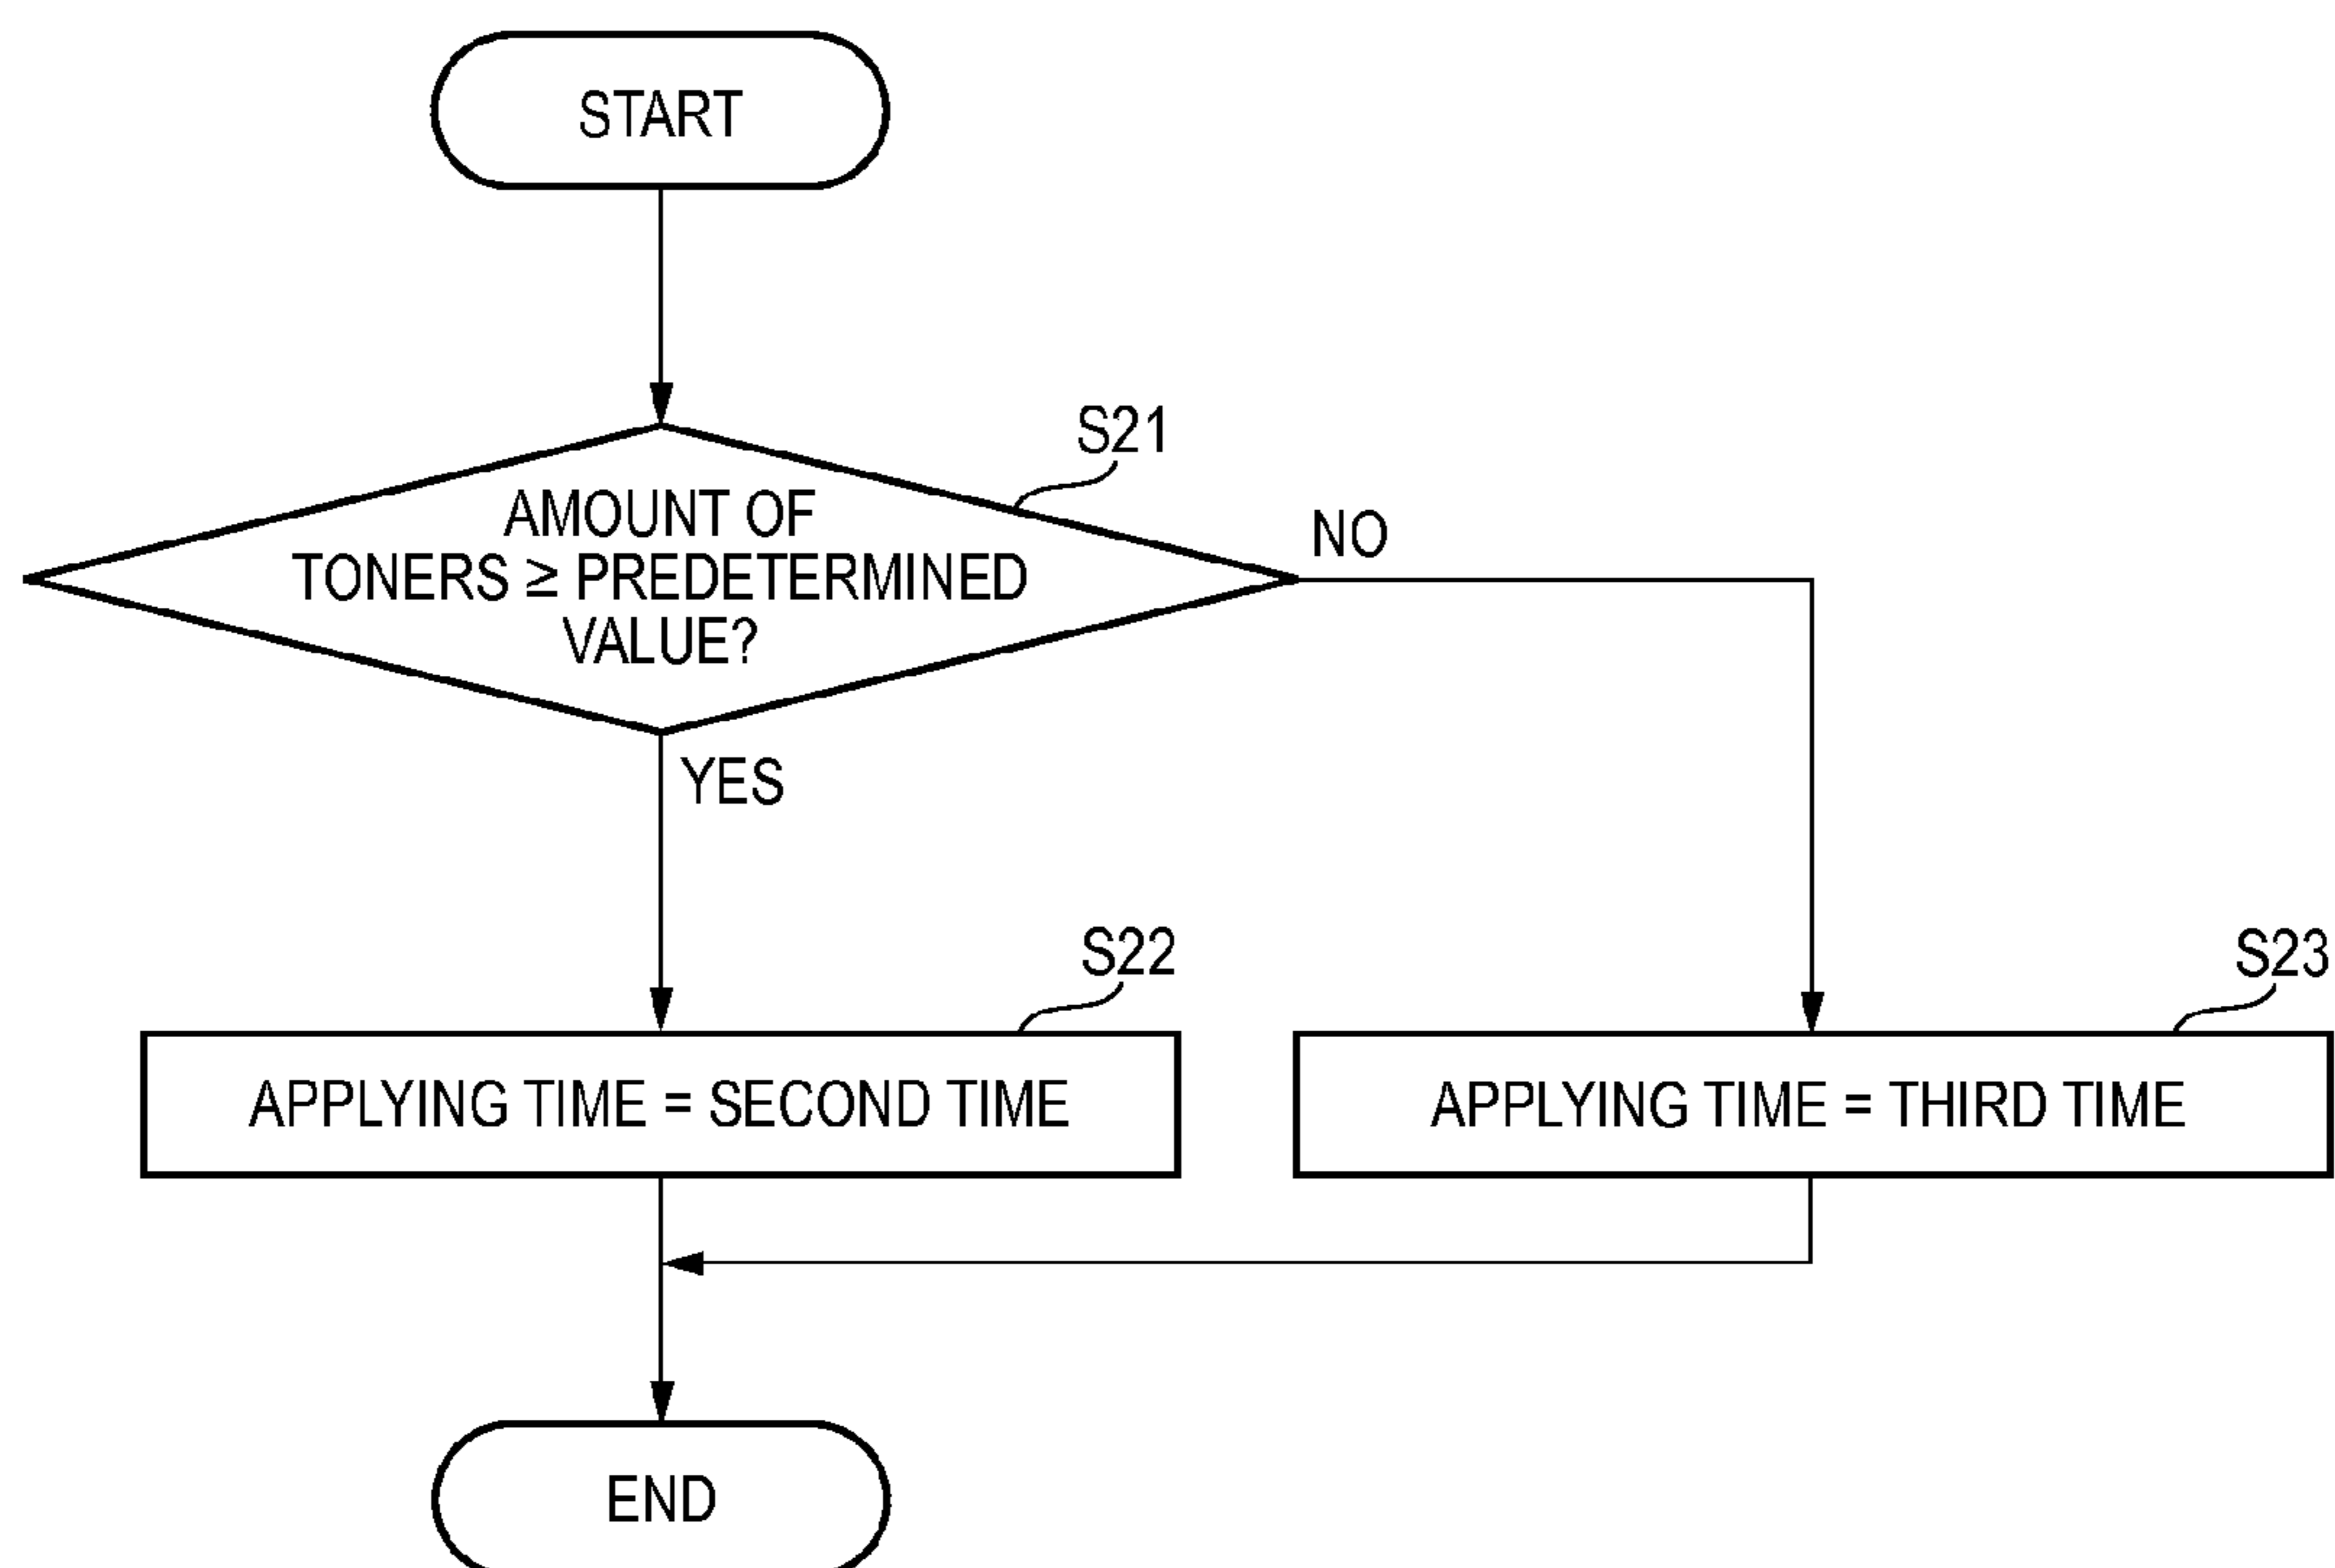 START
S21
AMOUNT OF
TONERS ≥ PREDETERMINED
VALUE?
NO
YES
S22
S23
APPLYING TIME = SECOND TIME
APPLYING TIME = THIRD TIME
END